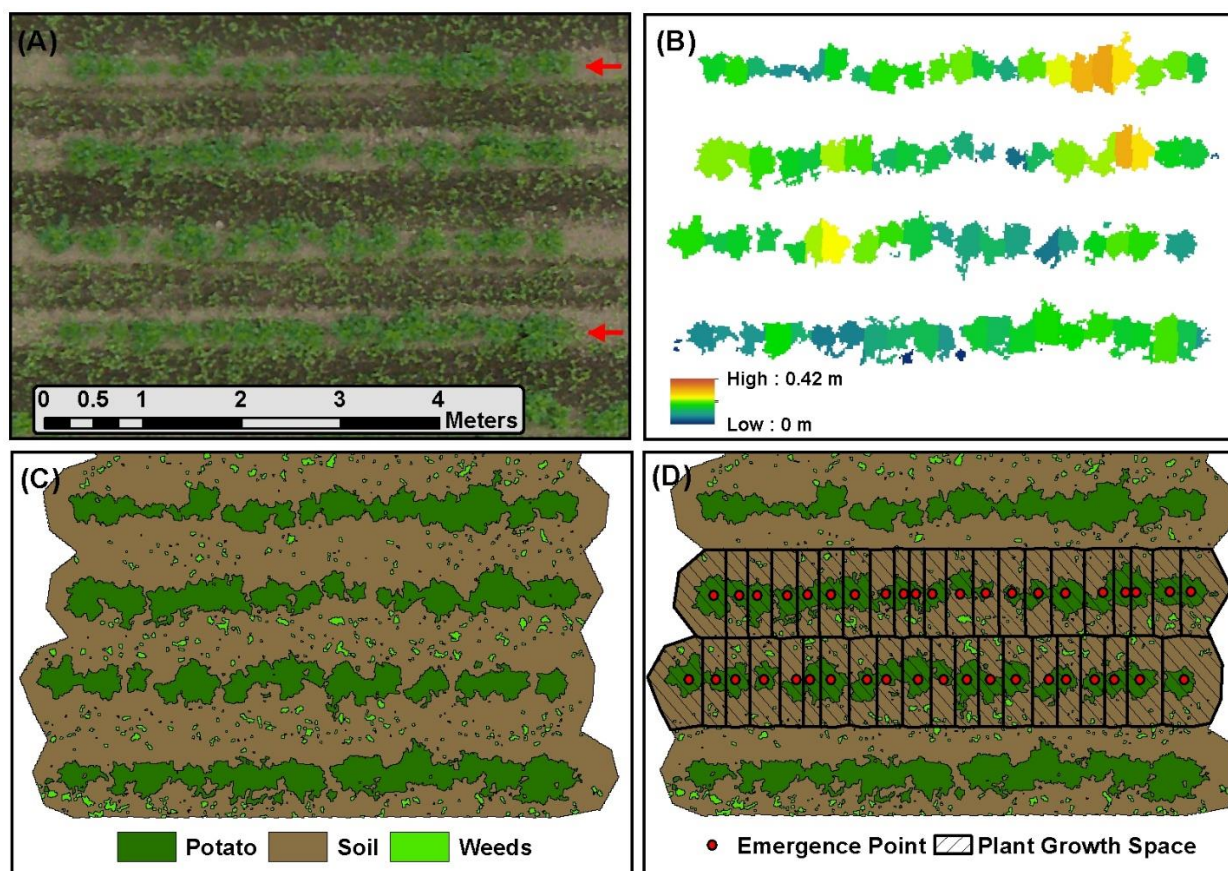 (A)
0 0.5 1 2 3 4
Meters
(B)
High : 0.42 m
Low : 0 m
(C)
Potato Soil Weeds
(D)
Emergence Point Plant Growth Space